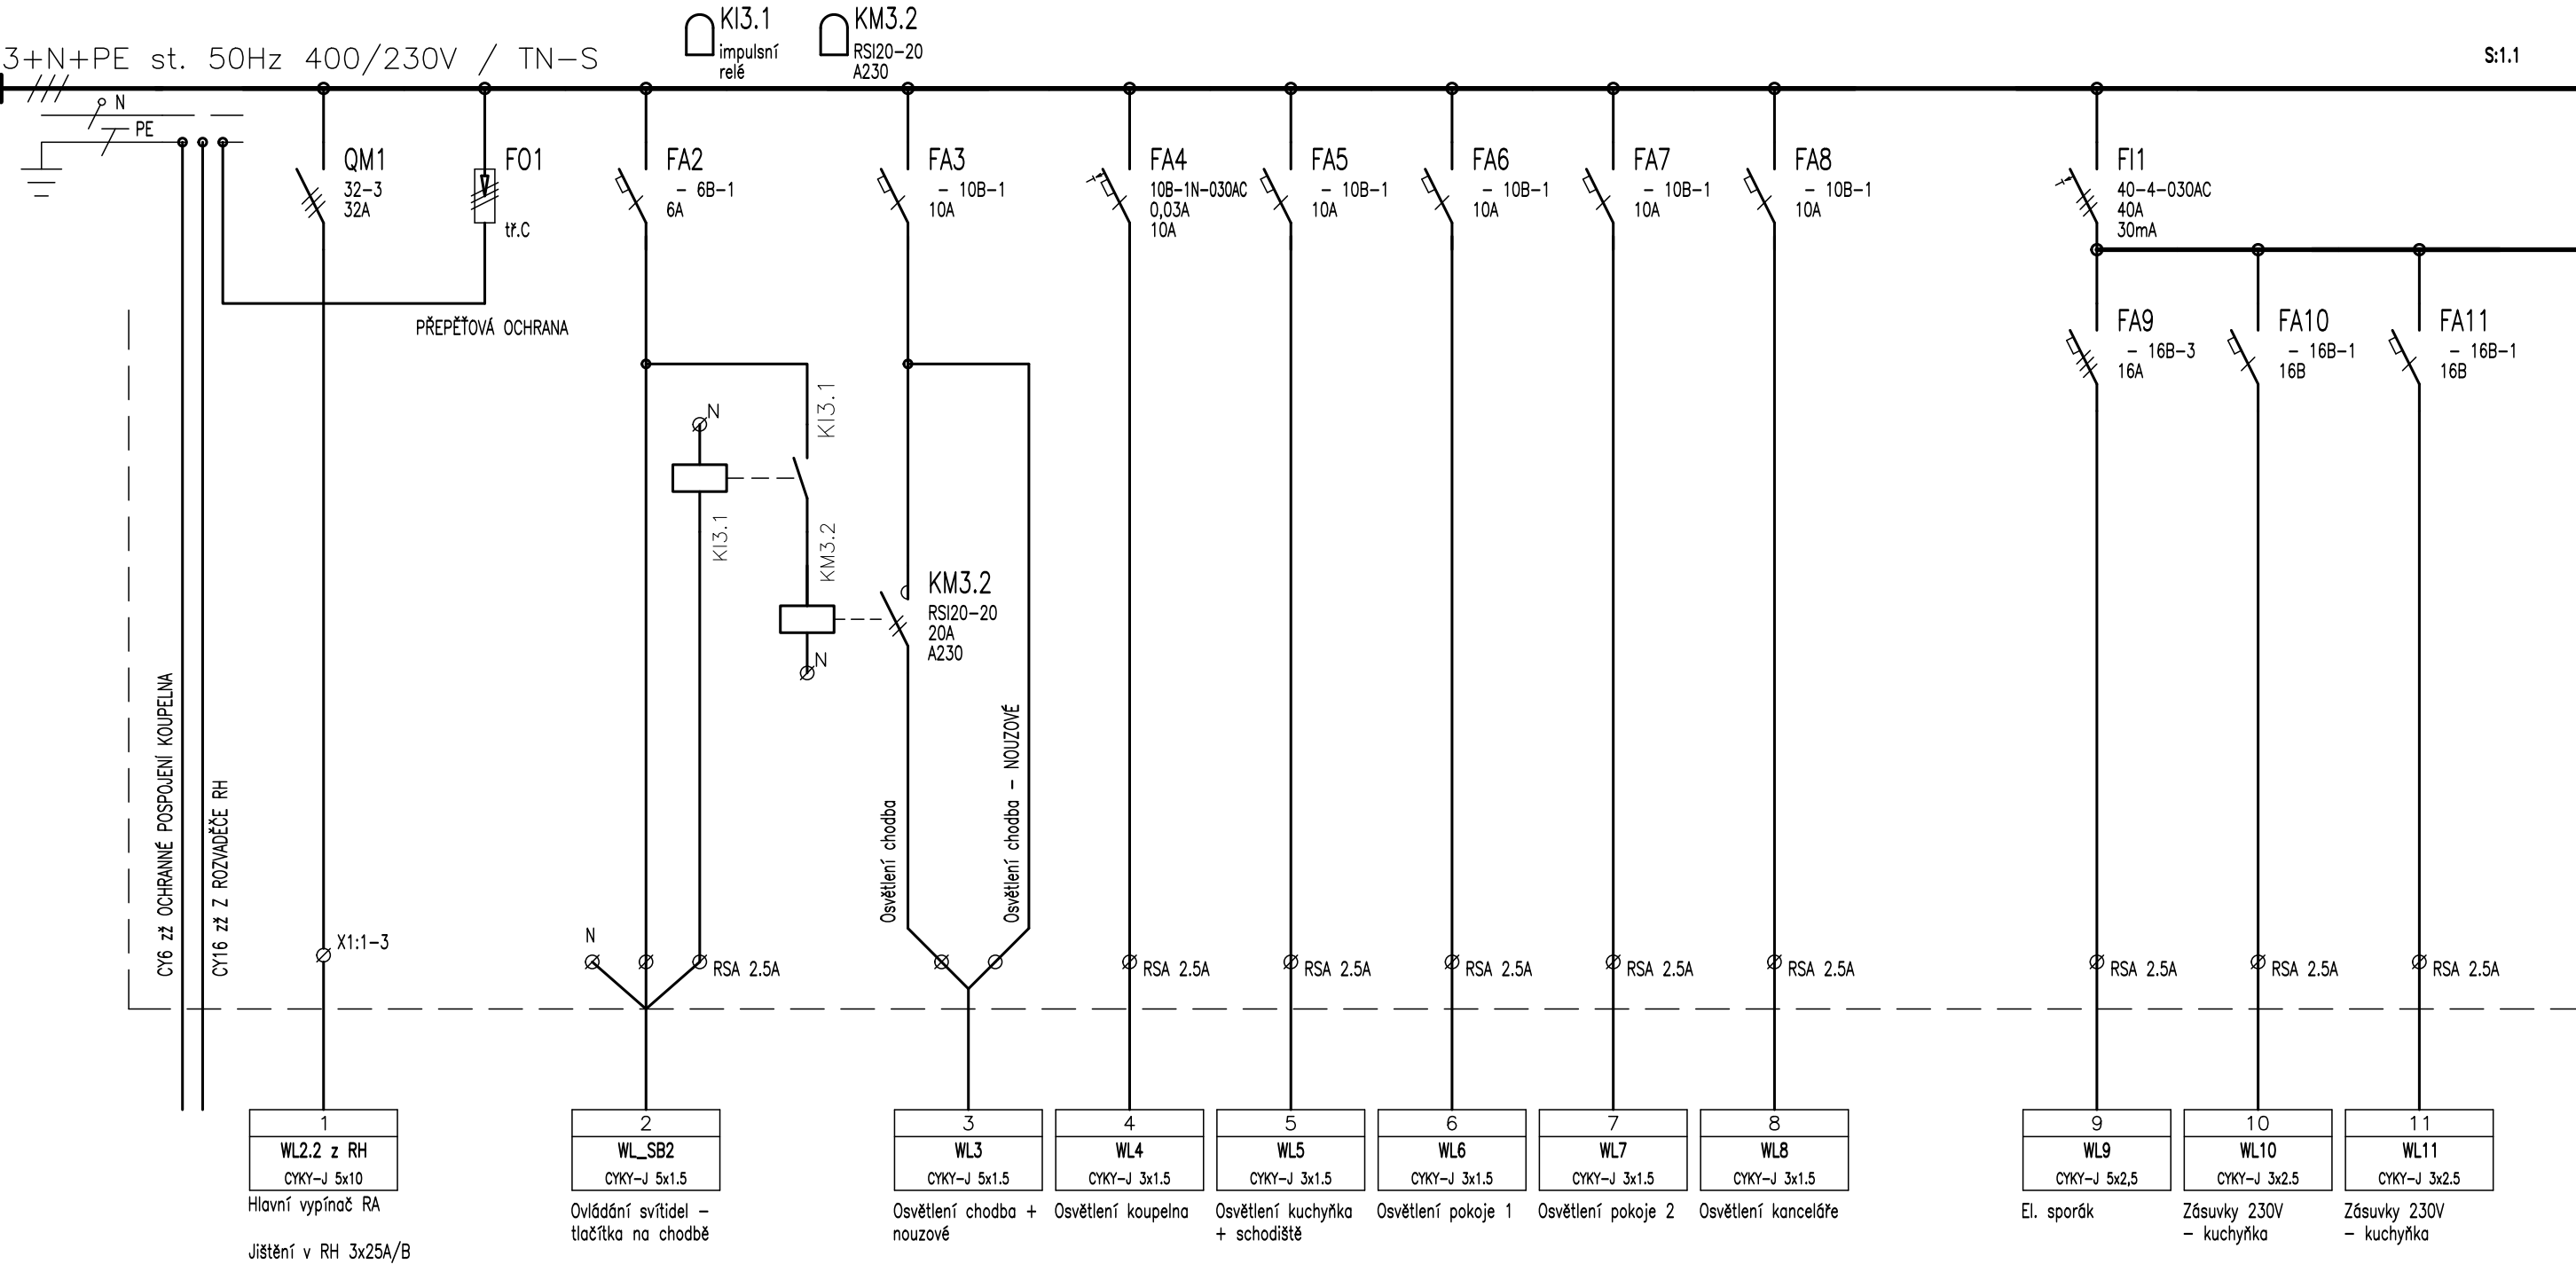 KI3.1
impulsní
relé
KM3.2
RSI20-20
A230
3+N+PE st. 50Hz 400/230V / TN-S
S:1.1
N
PE
QM1
32-3
32A
FO1
tř.C
FA2
- 6B-1
6A
FA3
- 10B-1
10A
FA4
10B-1N-030AC
0,03A
10A
FA5
- 10B-1
10A
FA6
- 10B-1
10A
FA7
- 10B-1
10A
FA8
- 10B-1
10A
FI1
40-4-030AC
40A
30mA
PŘEPĚŤOVÁ OCHRANA
FA9
- 16B-3
16A
FA10
- 16B-1
16B
FA11
- 16B-1
16B
N
KI3.1
KI3.1
KM3.2
KM3.2
RSI20-20
20A
A230
N
CY6 zž OCHRANNÉ POSPOJENÍ KOUPELNA
CY16 zž Z ROZVADĚČE RH
Osvětlení chodba
Osvětlení chodba - NOUZOVÉ
X1:1-3
N
RSA 2.5A
RSA 2.5A
RSA 2.5A
RSA 2.5A
RSA 2.5A
RSA 2.5A
RSA 2.5A
RSA 2.5A
RSA 2.5A
1
WL2.2 z RH
CYKY-J 5x10
Hlavní vypínač RA
Jištění v RH 3x25A/B
2
WL_SB2
CYKY-J 5x1.5
Ovládání svítidel -
tlačítka na chodbě
3
WL3
CYKY-J 5x1.5
Osvětlení chodba +
nouzové
4
WL4
CYKY-J 3x1.5
Osvětlení koupelna
5
WL5
CYKY-J 3x1.5
Osvětlení kuchyňka
+ schodiště
6
WL6
CYKY-J 3x1.5
Osvětlení pokoje 1
7
WL7
CYKY-J 3x1.5
Osvětlení pokoje 2
8
WL8
CYKY-J 3x1.5
Osvětlení kanceláře
9
WL9
CYKY-J 5x2,5
El. sporák
10
WL10
CYKY-J 3x2.5
Zásuvky 230V
- kuchyňka
11
WL11
CYKY-J 3x2.5
Zásuvky 230V
- kuchyňka